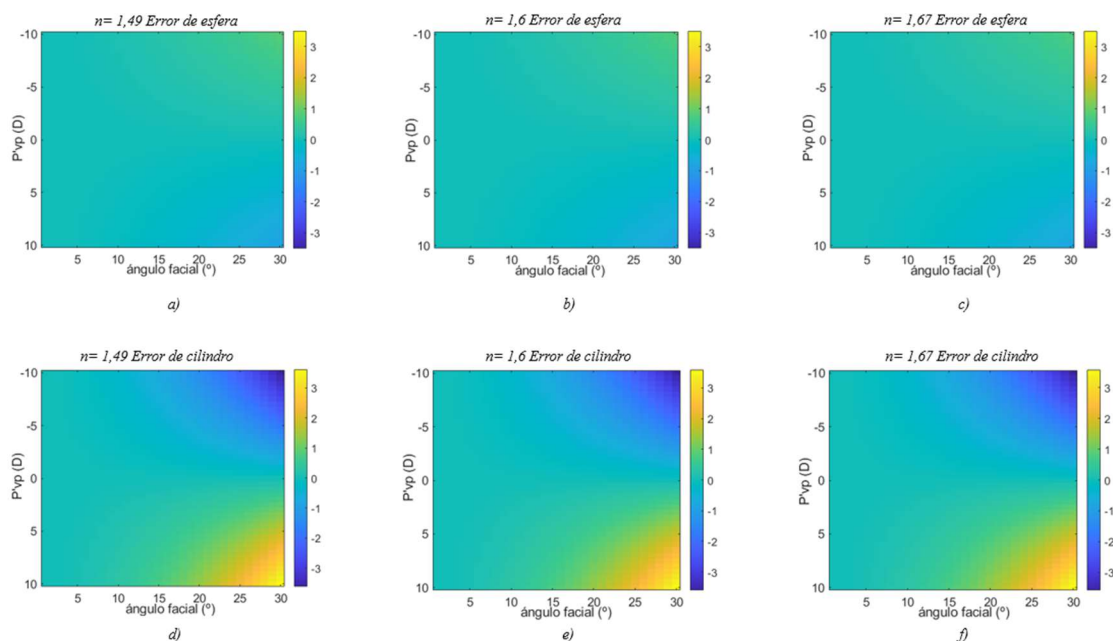 n= 1,49 Error de esfera
-10
-5
0
5
10
P'vp (D)
5 10 15 20 25 30
ángulo facial (º)
3
2
1
0
-1
-2
-3
a)
n= 1,6 Error de esfera
-10
-5
0
5
10
Pvp (D)
5 10 15 20 25 30
ángulo facial (º)
3
2
1
0
-1
-2
-3
b)
n= 1,67 Error de esfera
-10
-5
0
5
10
P'vp (D)
5 10 15 20 25 30
ángulo facial (º)
3
2
1
0
-1
-2
-3
c)
n= 1,49 Error de cilindro
-10
-5
0
5
10
P'vp (D)
5 10 15 20 25 30
ángulo facial (º)
3
2
1
0
-1
-2
-3
d)
n= 1,6 Error de cilindro
-10
-5
0
5
10
P'vp (D)
5 10 15 20 25 30
ángulo facial (º)
3
2
1
0
-1
-2
-3
e)
n= 1,67 Error de cilindro
-10
-5
0
5
10
P'vp (D)
5 10 15 20 25 30
ángulo facial (º)
3
2
1
0
-1
-2
-3
f)